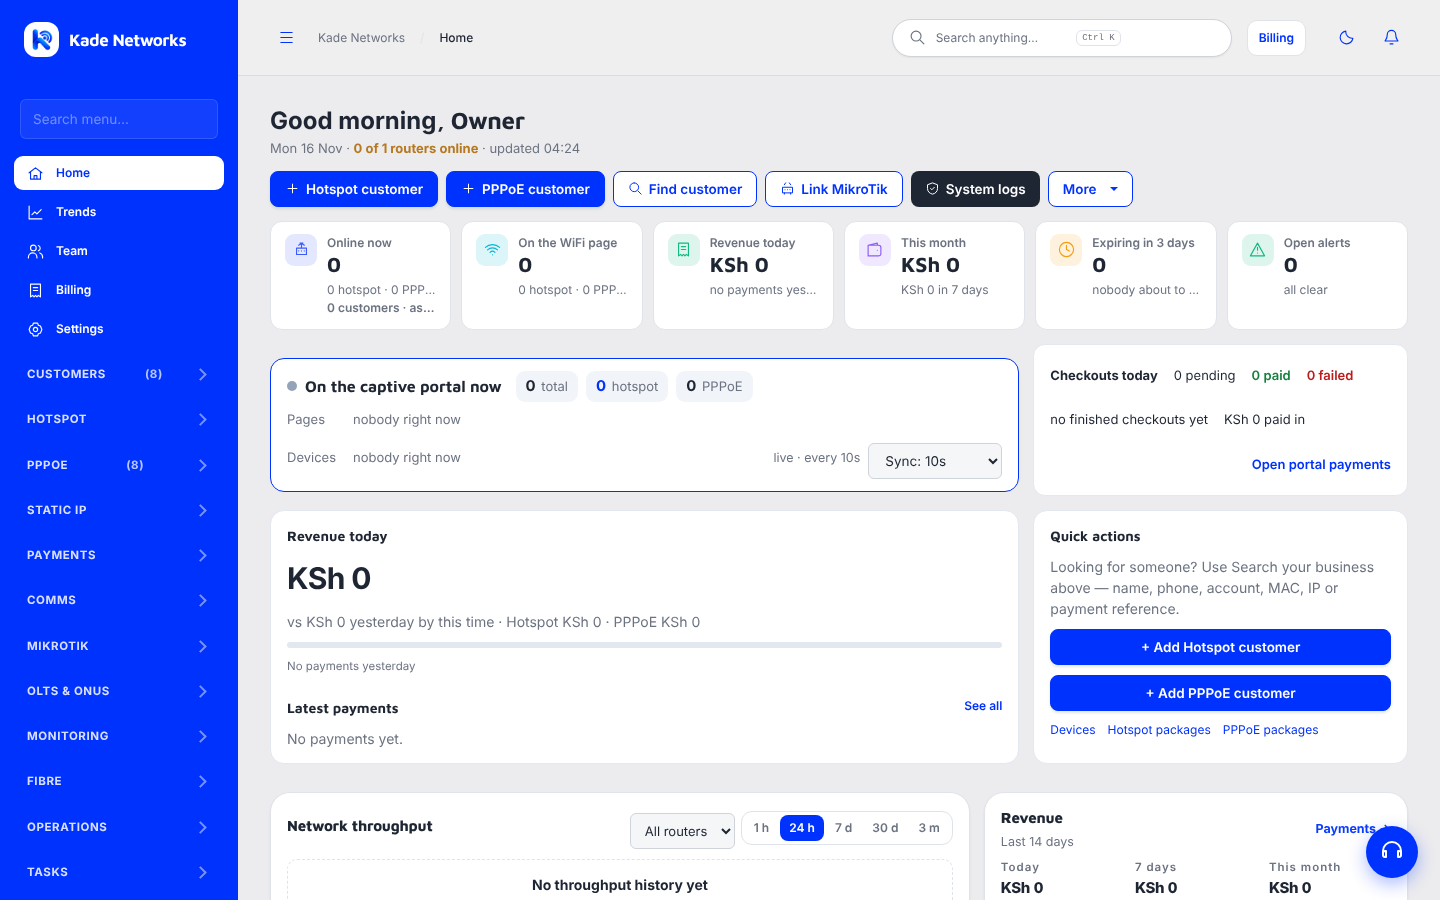 Kade Networks
Search menu...
Home
Trends
Team
Billing
Settings
CUSTOMERS (8)
HOTSPOT
PPPOE (8)
STATIC IP
PAYMENTS
COMMS
MIKROTIK
OLTS & ONUS
MONITORING
FIBRE
OPERATIONS
TASKS
Kade Networks / Home
Search anything... Ctrl K
Billing
Good morning, Owner
Mon 16 Nov · 0 of 1 routers online · updated 04:24
+ Hotspot customer
+ PPPoE customer
Find customer
Link MikroTik
System logs
More
Online now
0
0 hotspot · 0 PPP...
0 customers · as...
On the WiFi page
0
0 hotspot · 0 PPP...
Revenue today
KSh 0
no payments yes...
This month
KSh 0
KSh 0 in 7 days
Expiring in 3 days
0
nobody about to ...
Open alerts
0
all clear
On the captive portal now 0 total 0 hotspot 0 PPPoE
Pages nobody right now
Devices nobody right now
live · every 10s Sync: 10s
Checkouts today 0 pending 0 paid 0 failed
no finished checkouts yet KSh 0 paid in
Open portal payments
Revenue today
KSh 0
vs KSh 0 yesterday by this time · Hotspot KSh 0 · PPPoE KSh 0
No payments yesterday
Latest payments See all
No payments yet.
Quick actions
Looking for someone? Use Search your business
above — name, phone, account, MAC, IP or
payment reference.
+ Add Hotspot customer
+ Add PPPoE customer
Devices Hotspot packages PPPoE packages
Network throughput All routers 1 h 24 h 7 d 30 d 3 m
No throughput history yet
Revenue
Last 14 days
Payments
Today 7 days This month
KSh 0 KSh 0 KSh 0